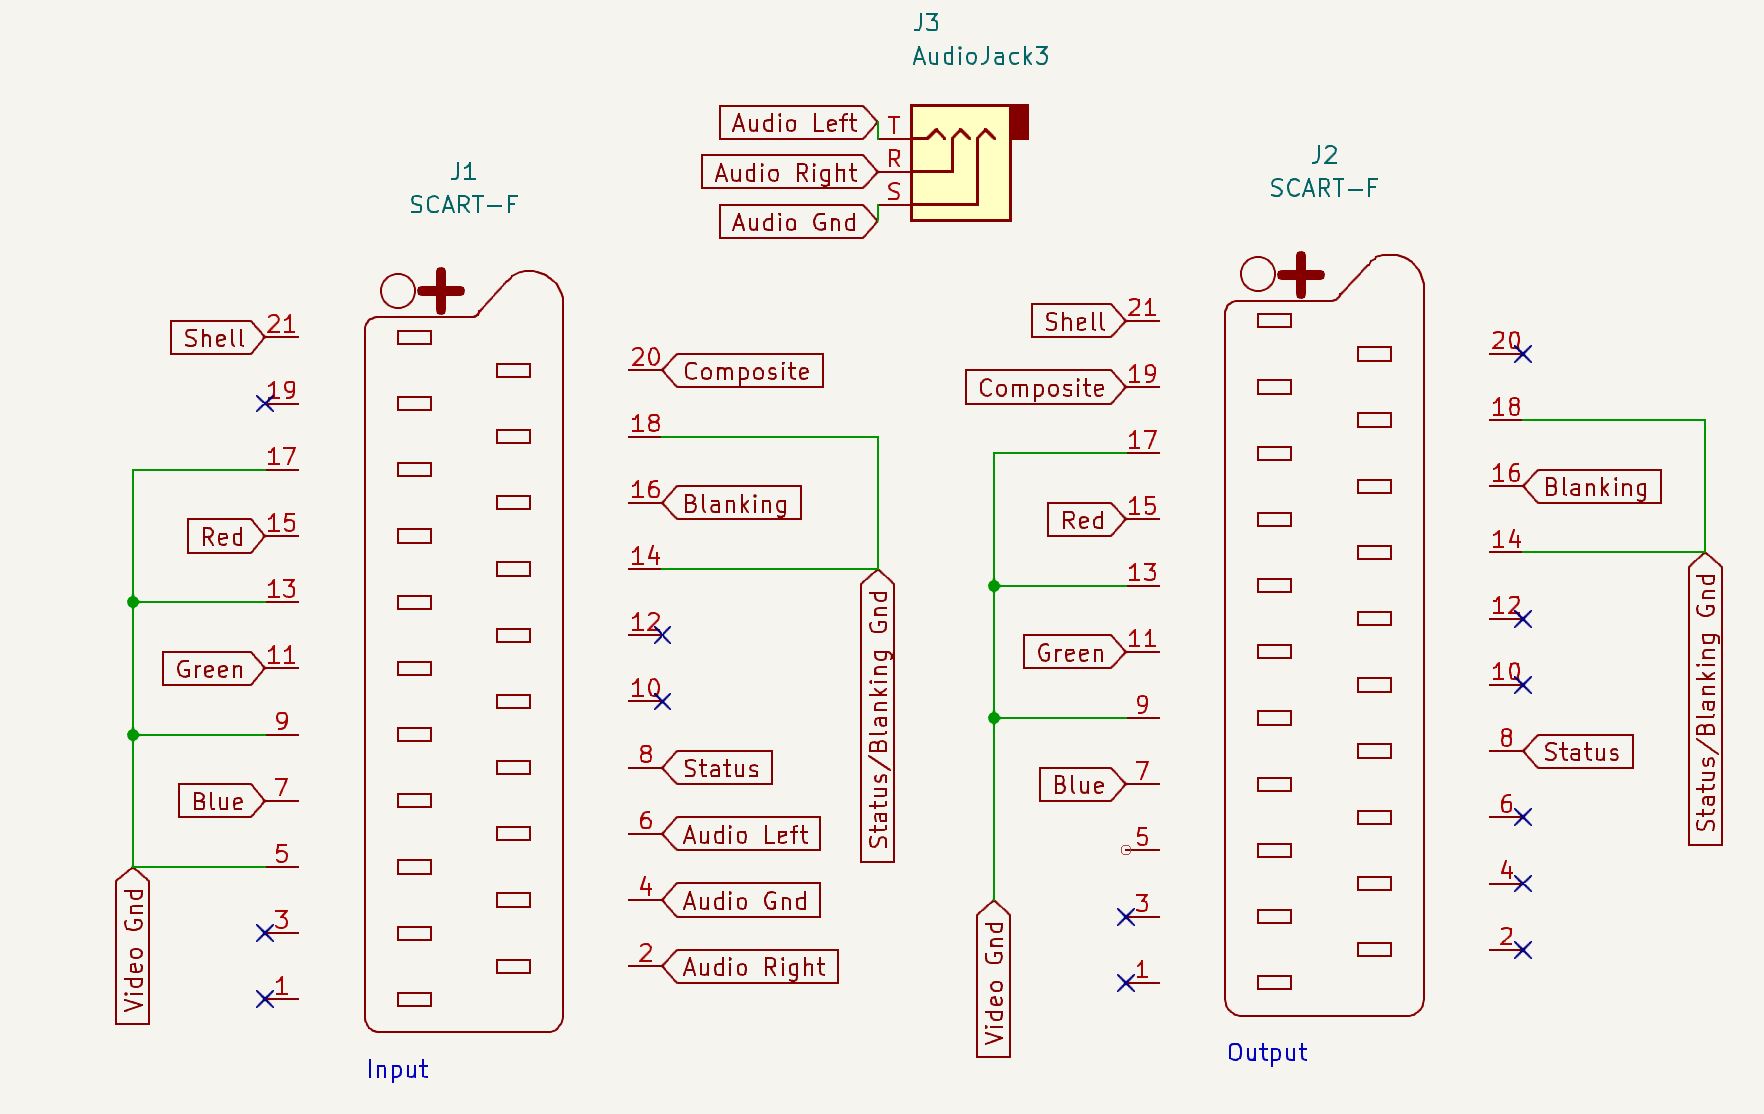 J3
AudioJack3
Audio Left
T
Audio Right
R
Audio Gnd
S
J1
SCART-F
Shell
21
19
17
Red
15
13
Green
11
9
Blue
7
5
3
1
Video Gnd
20
Composite
18
16
Blanking
14
12
10
8
Status
6
Audio Left
4
Audio Gnd
2
Audio Right
Status/Blanking Gnd
Input
J2
SCART-F
Shell
21
Composite
19
17
Red
15
13
Green
11
9
Blue
7
5
3
1
Video Gnd
20
18
16
Blanking
14
12
10
8
Status
6
4
2
Status/Blanking Gnd
Output